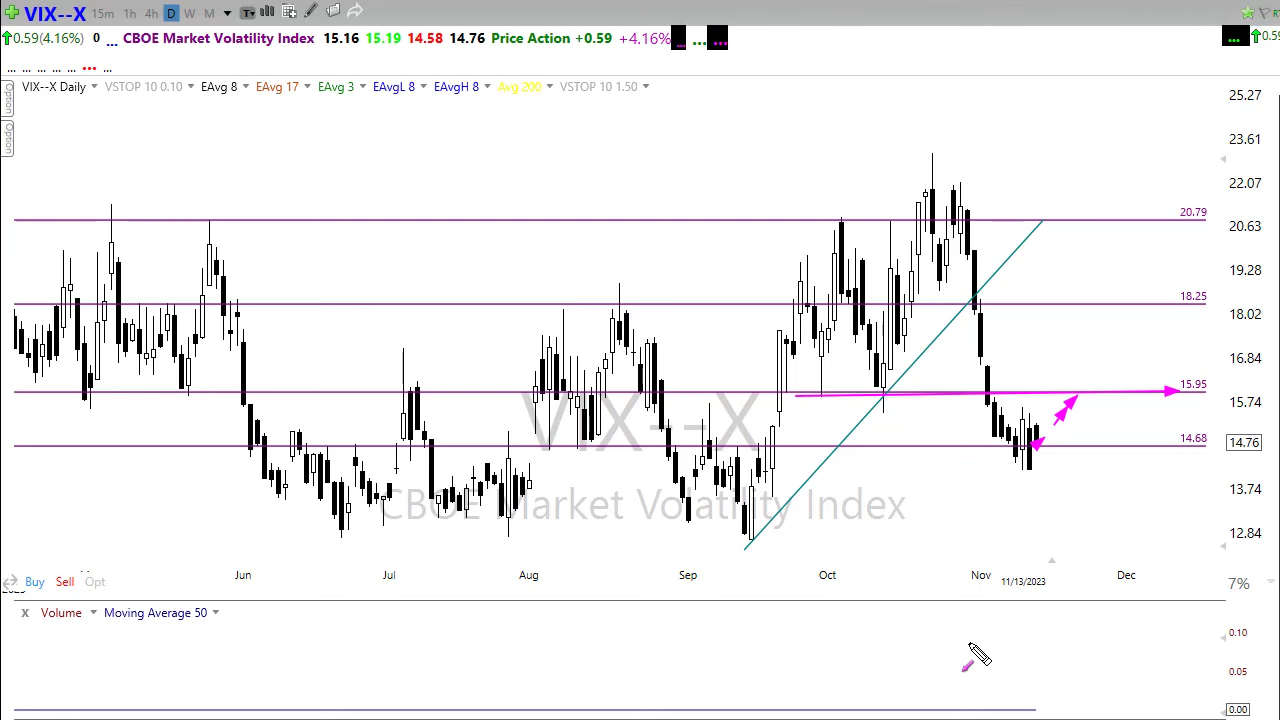 VIX--X 15m 1h 4h D W M
0.59(4.16%) 0 ... CBOE Market Volatility Index 15.16 15.19 14.58 14.76 Price Action +0.59 +4.16% ... ... ... ... 0.59
... ... ... ... ... ... ...
VIX--X Daily VSTOP 10 0.10 EAvg 8 EAvg 17 EAvg 3 EAvgL 8 EAvgH 8 Avg 200 VSTOP 10 1.50
Option
Option
25.27
23.61
22.07
20.79
20.63
19.28
18.25
18.02
16.84
15.95
15.74
VIX--X
14.68
14.76
13.74
CBOE Market Volatility Index
12.84
Jun Jul Aug Sep Oct Nov 11/13/2023 Dec
Buy Sell Opt 7%
X Volume Moving Average 50
0.10
0.05
0.00